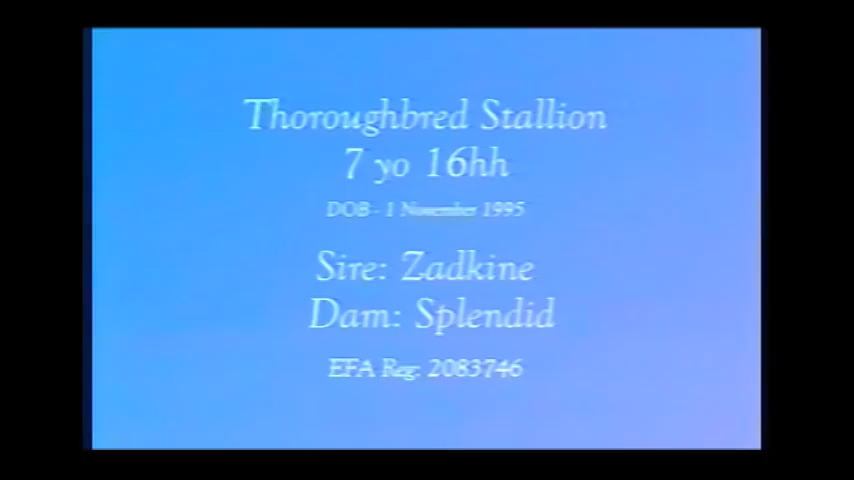 Thoroughbred Stallion
7 yo 16hh
DOB - 1 November 1995
Sire: Zadkine
Dam: Splendid
EFA Reg: 2083746